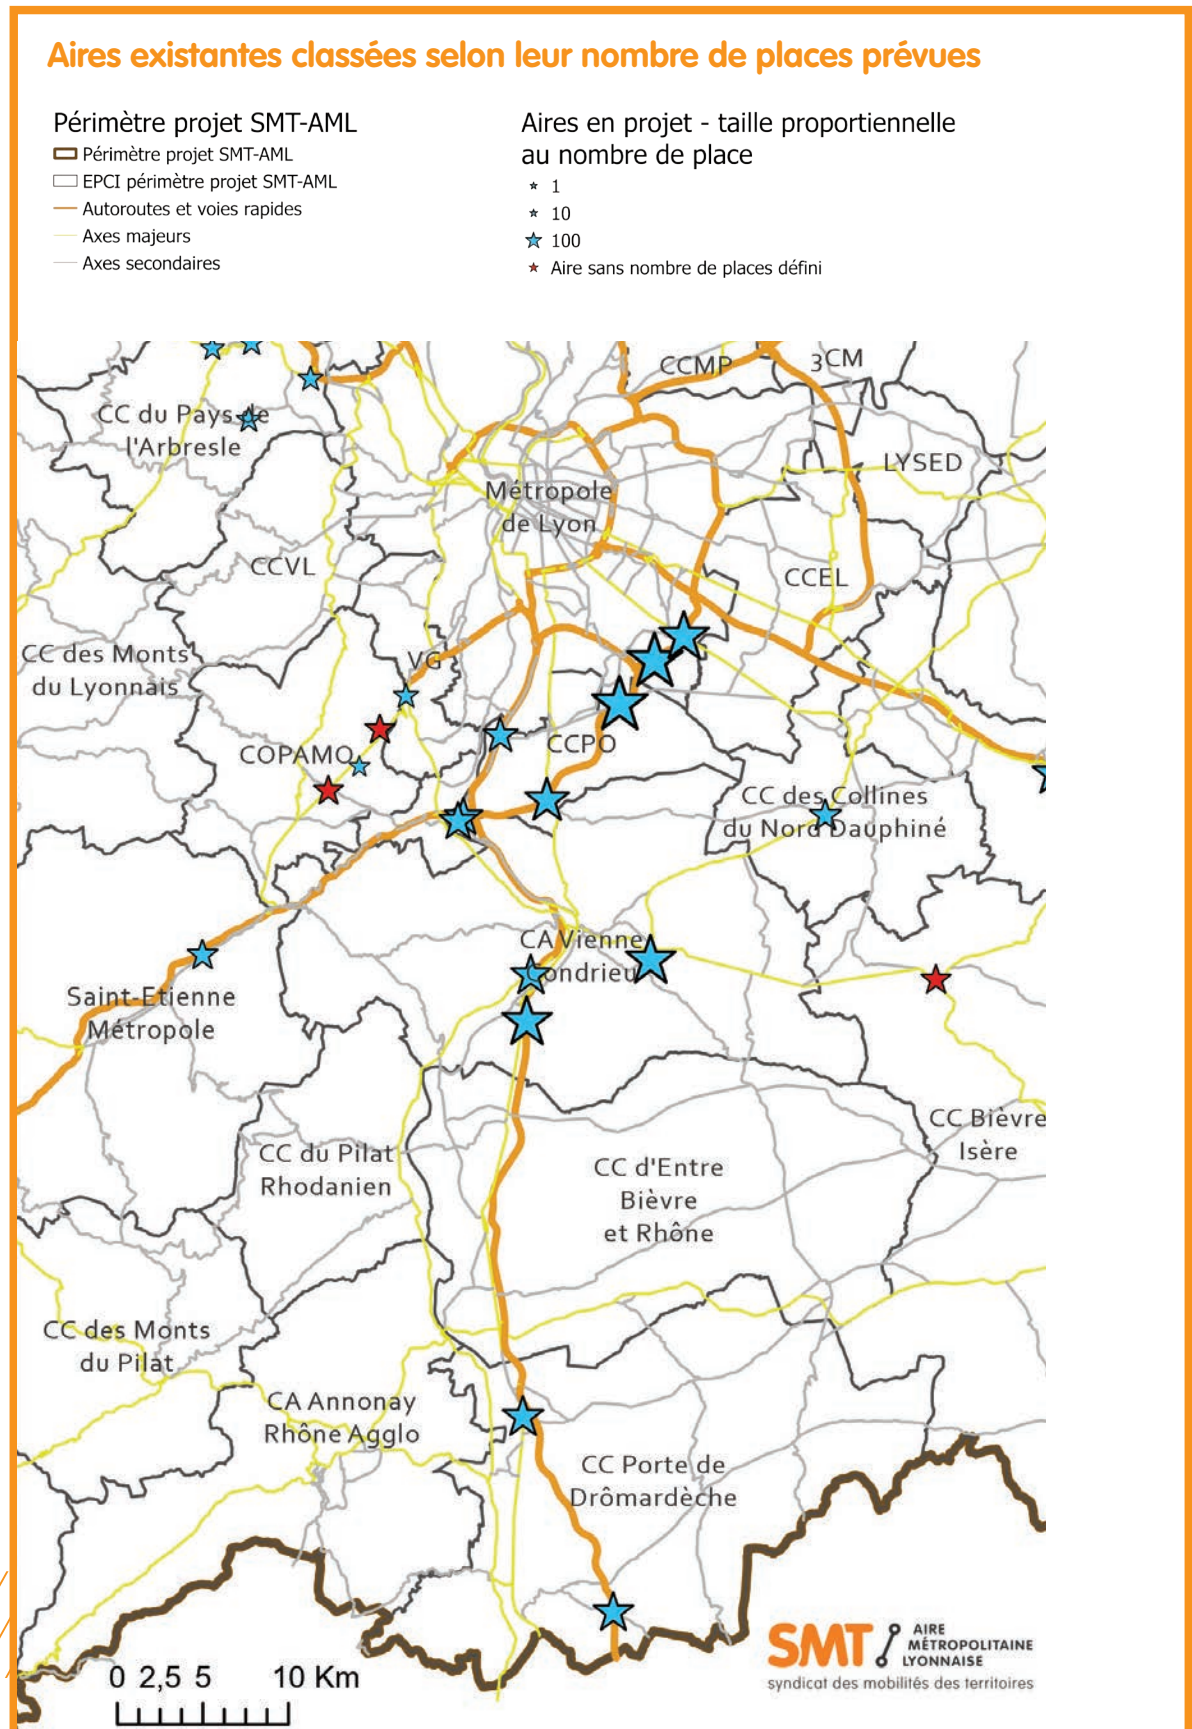 Aires existantes classées selon leur nombre de places prévues
Périmètre projet SMT-AML
Périmètre projet SMT-AML
EPCI périmètre projet SMT-AML
Autoroutes et voies rapides
Axes majeurs
Axes secondaires
Aires en projet - taille proportiennelle
au nombre de place
1
10
100
Aire sans nombre de places défini
CCMP
3CM
CC du Pays de
l'Arbresle
LYSED
Métropole
de Lyon
CCVL
CCEL
CC des Monts
du Lyonnais
VG
COPAMO
CCPO
CC des Collines
du Nord Dauphiné
CA Vienne
Condrieu
Saint-Etienne
Métropole
CC Bièvre
Isère
CC du Pilat
Rhodanien
CC d'Entre
Bièvre
et Rhône
CC des Monts
du Pilat
CA Annonay
Rhône Agglo
CC Porte de
Drômardèche
0 2,5 5 10 Km
SMT AIRE
MÉTROPOLITAINE
LYONNAISE
syndicat des mobilités des territoires